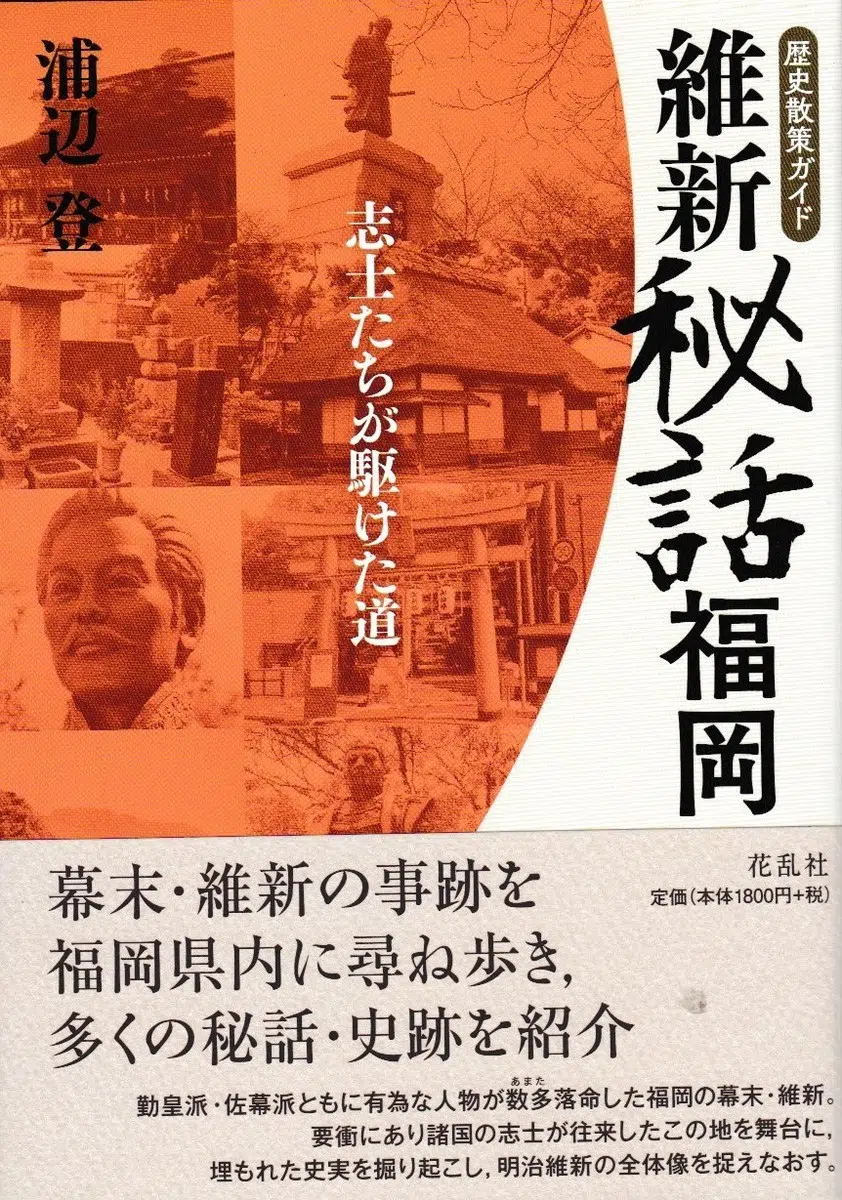 歴史散策ガイド
維新秘話福岡
志士たちが駆けた道
浦辺 登
花乱社
定価(本体1800円+税)
幕末・維新の事跡を
福岡県内に尋ね歩き,
多くの秘話・史跡を紹介
あまた
勤皇派・佐幕派ともに有為な人物が数多落命した福岡の幕末・維新。
要衝にあり諸国の志士が往来したこの地を舞台に,
埋もれた史実を掘り起こし,明治維新の全体像を捉えなおす。